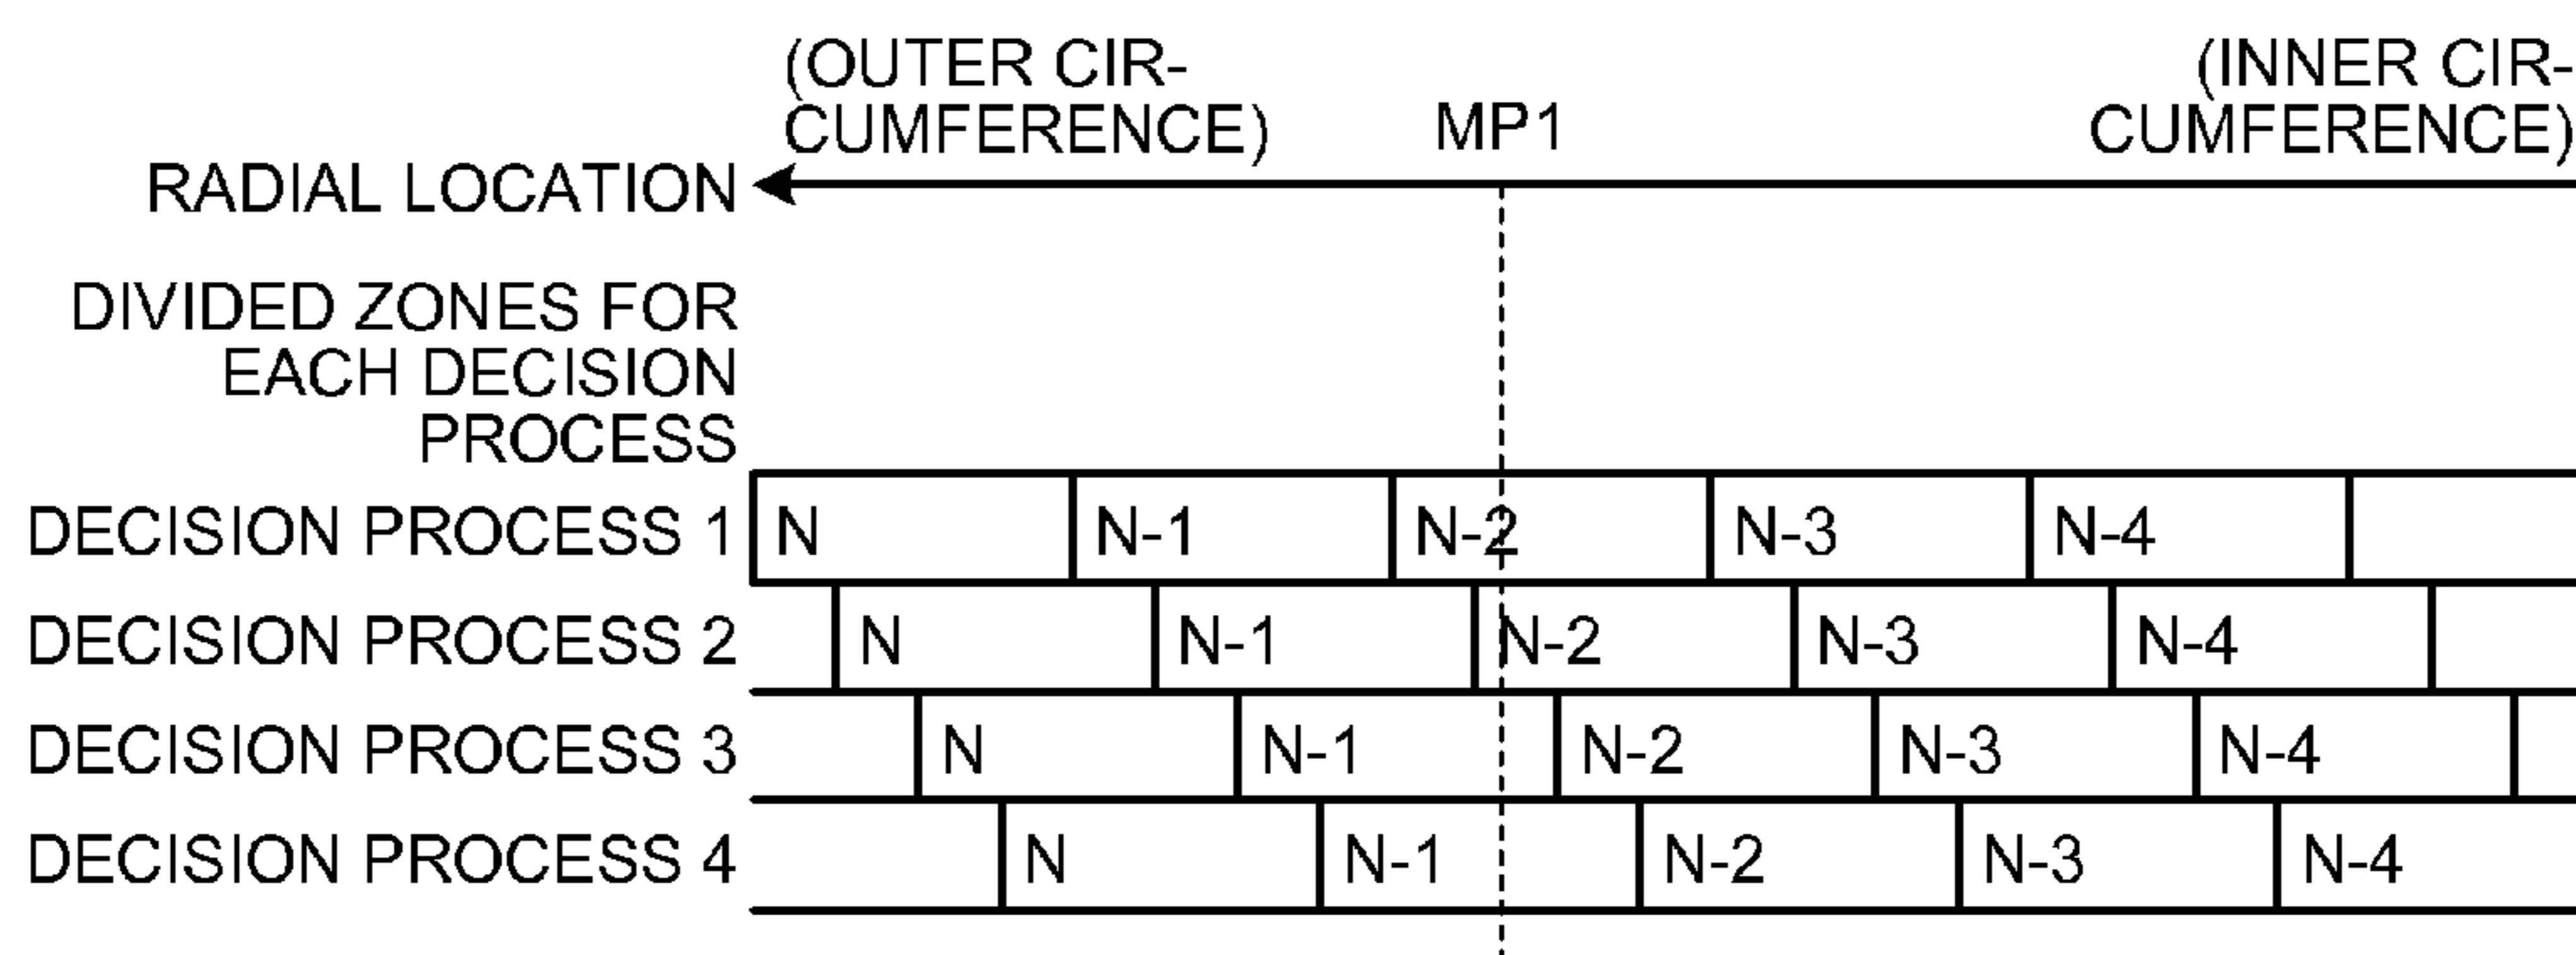 (OUTER CIR-
CUMFERENCE)
MP1
(INNER CIR-
CUMFERENCE)
RADIAL LOCATION
DIVIDED ZONES FOR
EACH DECISION
PROCESS
DECISION PROCESS 1 N N-1 N-2 N-3 N-4
DECISION PROCESS 2 N N-1 N-2 N-3 N-4
DECISION PROCESS 3 N N-1 N-2 N-3 N-4
DECISION PROCESS 4 N N-1 N-2 N-3 N-4